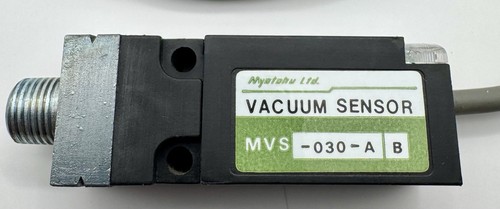 Myotoku Ltd.
VACUUM SENSOR
MVS -030-A B